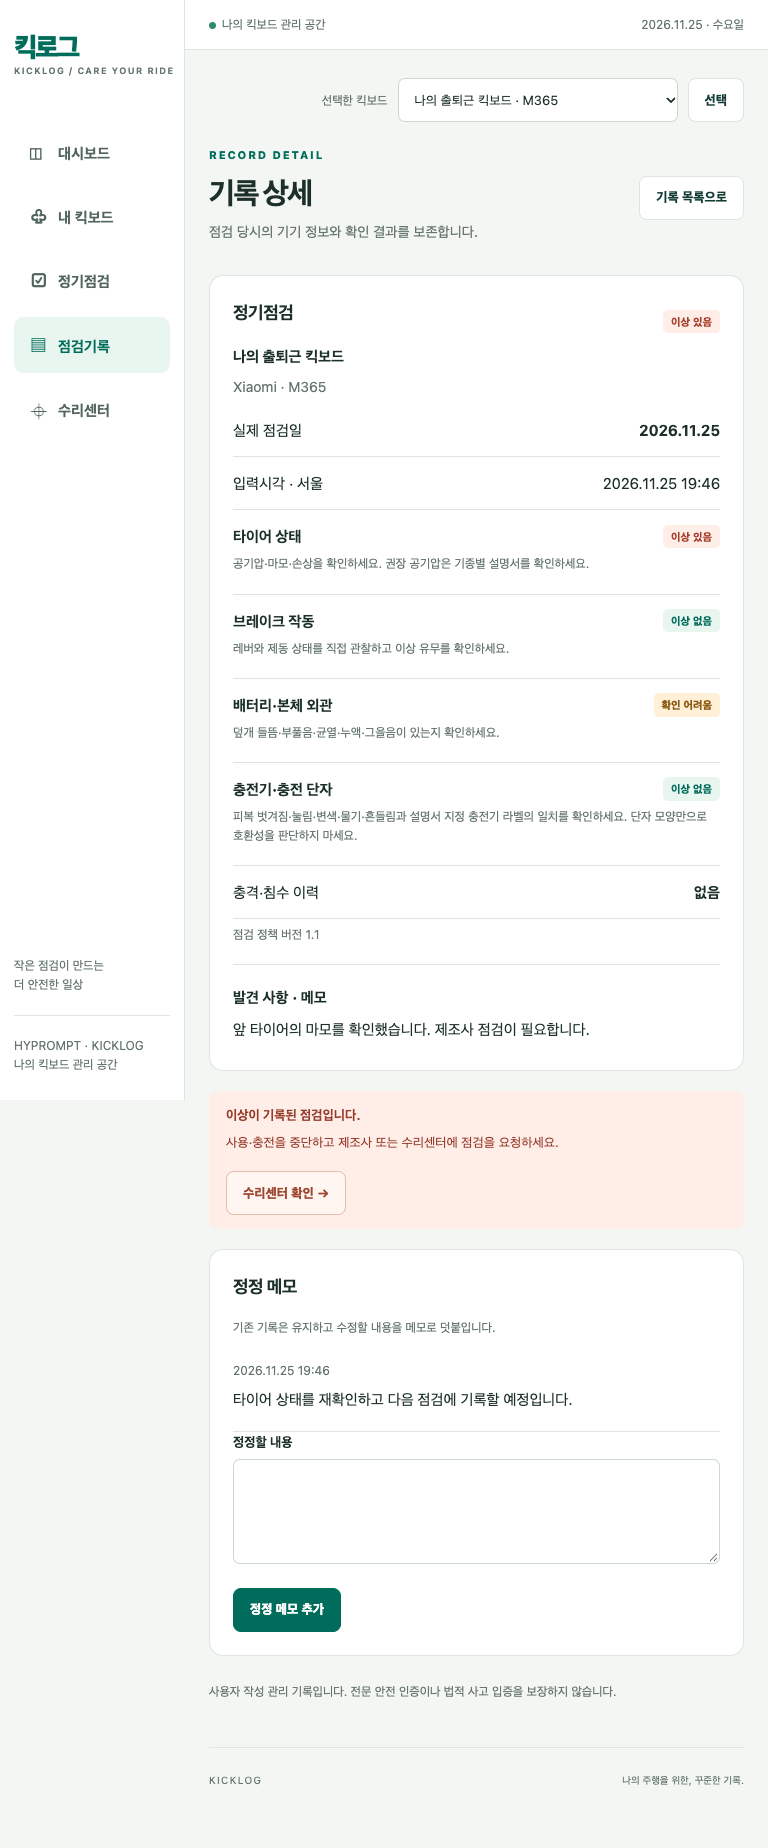 킥로그
KICKLOG / CARE YOUR RIDE
대시보드
내 킥보드
정기점검
점검기록
수리센터
작은 점검이 만드는
더 안전한 일상
HYPROMPT · KICKLOG
나의 킥보드 관리 공간
나의 킥보드 관리 공간
2026.11.25 · 수요일
선택한 킥보드
나의 출퇴근 킥보드 · M365
선택
RECORD DETAIL
기록 상세
기록 목록으로
점검 당시의 기기 정보와 확인 결과를 보존합니다.
정기점검
이상 있음
나의 출퇴근 킥보드
Xiaomi · M365
실제 점검일
2026.11.25
입력시각 · 서울
2026.11.25 19:46
타이어 상태
이상 있음
공기압·마모·손상을 확인하세요. 권장 공기압은 기종별 설명서를 확인하세요.
브레이크 작동
이상 없음
레버와 제동 상태를 직접 관찰하고 이상 유무를 확인하세요.
배터리·본체 외관
확인 어려움
덮개 들뜸·부풀음·균열·누액·그을음이 있는지 확인하세요.
충전기·충전 단자
이상 없음
피복 벗겨짐·눌림·변색·물기·흔들림과 설명서 지정 충전기 라벨의 일치를 확인하세요. 단자 모양만으로
호환성을 판단하지 마세요.
충격·침수 이력
없음
점검 정책 버전 1.1
발견 사항 · 메모
앞 타이어의 마모를 확인했습니다. 제조사 점검이 필요합니다.
이상이 기록된 점검입니다.
사용·충전을 중단하고 제조사 또는 수리센터에 점검을 요청하세요.
수리센터 확인 →
정정 메모
기존 기록은 유지하고 수정할 내용을 메모로 덧붙입니다.
2026.11.25 19:46
타이어 상태를 재확인하고 다음 점검에 기록할 예정입니다.
정정할 내용
정정 메모 추가
사용자 작성 관리 기록입니다. 전문 안전 인증이나 법적 사고 입증을 보장하지 않습니다.
KICKLOG
나의 주행을 위한, 꾸준한 기록.